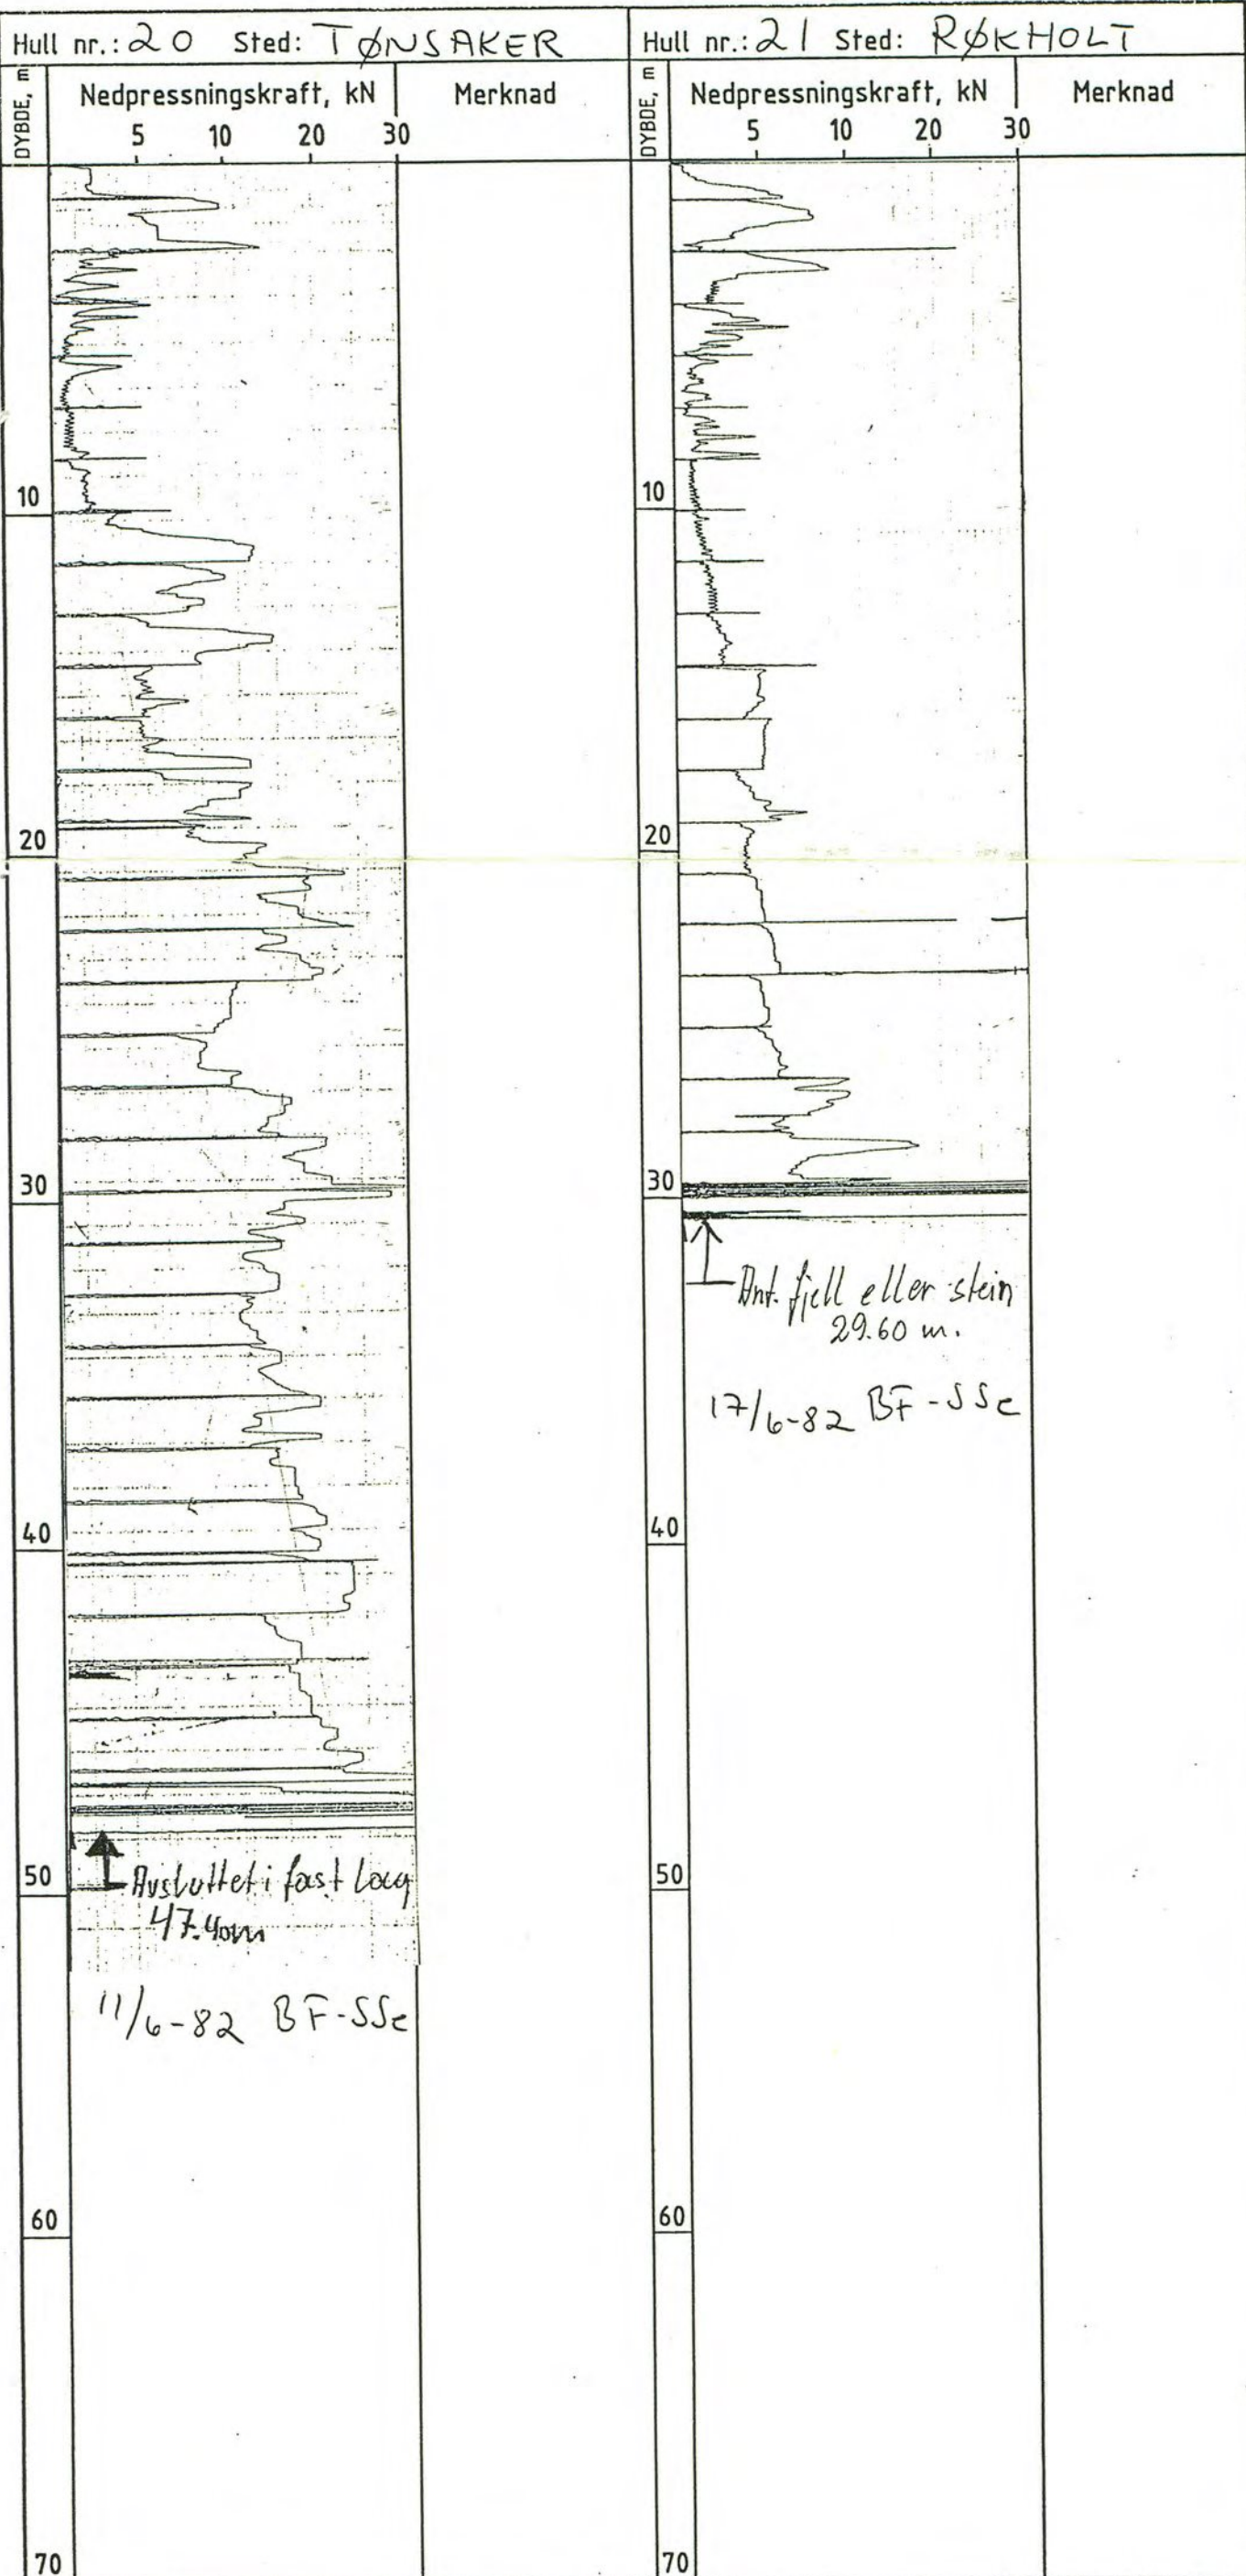 Hull nr.: 20 Sted: TØNSAKER
DYBDE, m
Nedpressningskraft, kN
Merknad
5 10 20 30
10
20
30
40
50
60
70
Avsluttet i fast lag
47.40m
11/6-82 BF-SSe
Hull nr.: 21 Sted: RØKHOLT
DYBDE, m
Nedpressningskraft, kN
Merknad
5 10 20 30
10
20
30
Ant. fjell eller stein
29.60 m.
17/6-82 BF-SSe
40
50
60
70